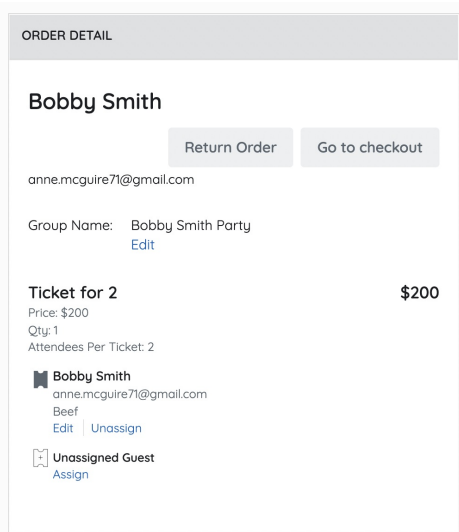 ORDER DETAIL
Bobby Smith
Return Order Go to checkout
anne.mcguire71@gmail.com
Group Name: Bobby Smith Party
Edit
Ticket for 2 $200
Price: $200
Qty: 1
Attendees Per Ticket: 2
Bobby Smith
anne.mcguire71@gmail.com
Beef
Edit Unassign
Unassigned Guest
Assign